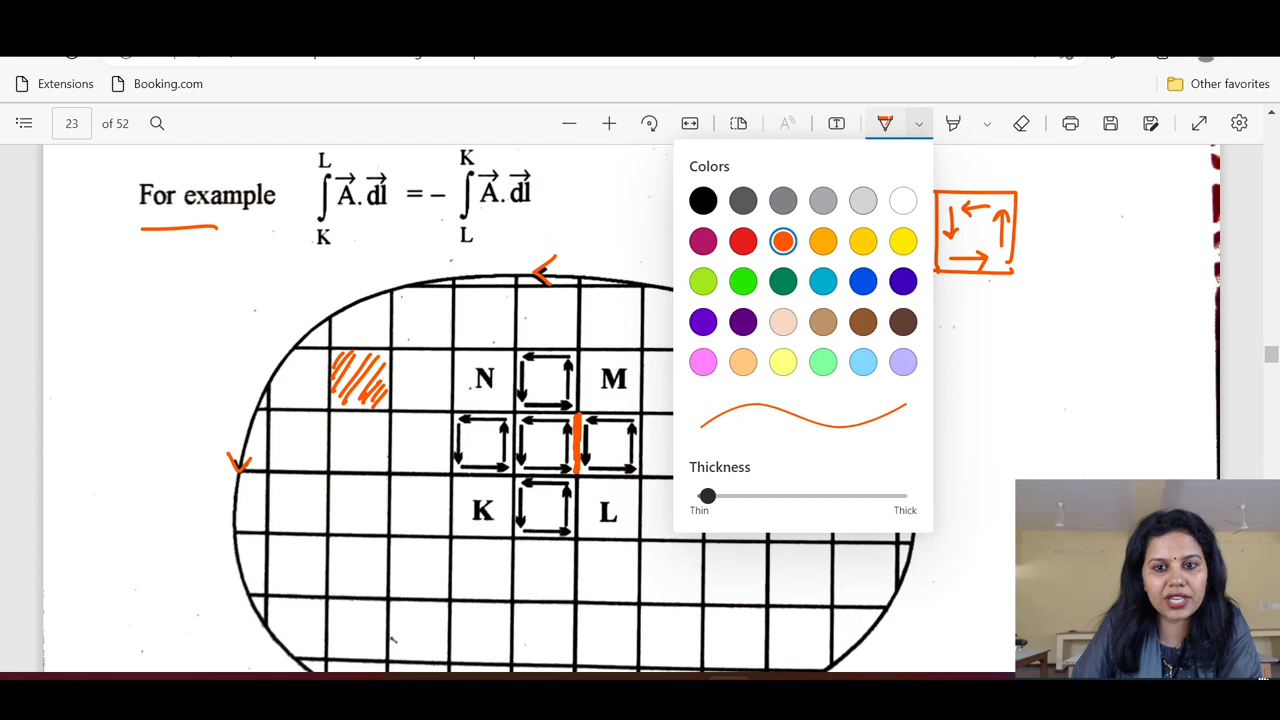 Extensions Booking.com Other favorites
23 of 52
Colors
L K
For example ∫ A⃗. dl⃗ = – ∫ A⃗. dl⃗
K L
N M
K L
Thickness
Thin Thick